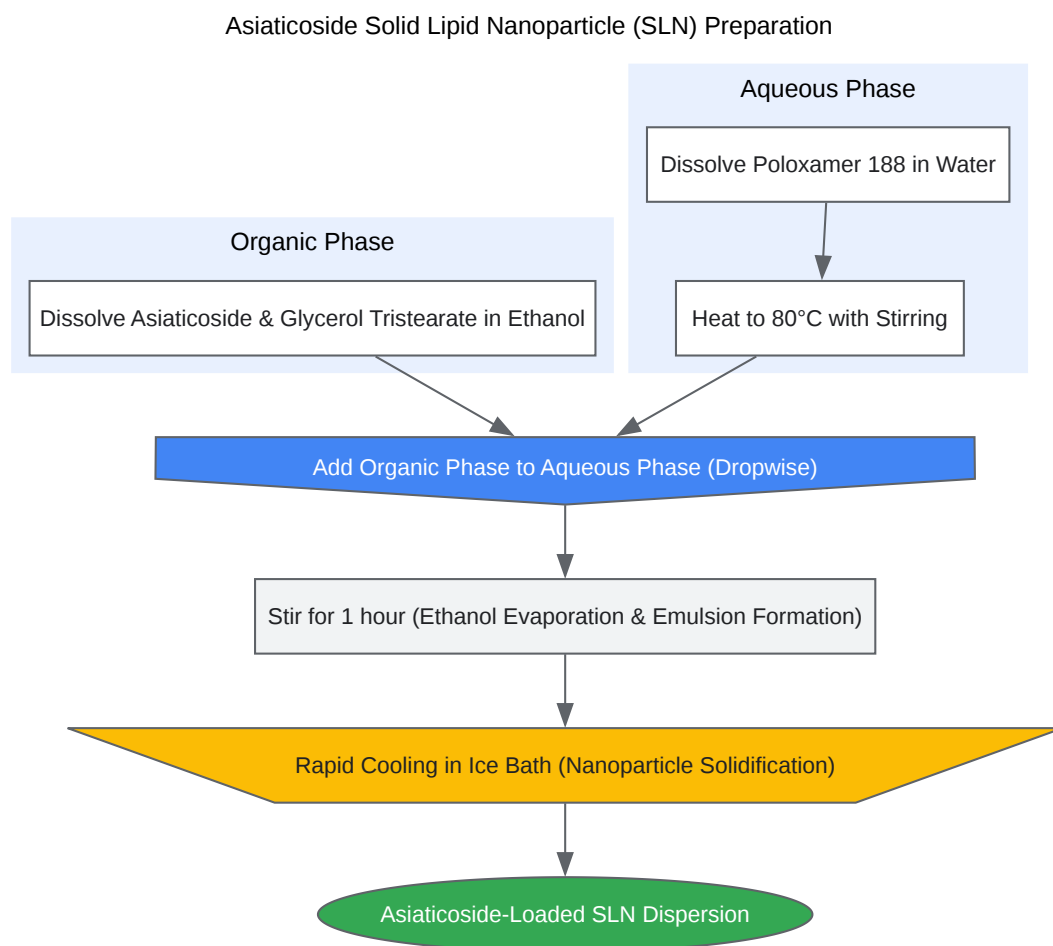 Asiaticoside Solid Lipid Nanoparticle (SLN) Preparation
Aqueous Phase
Dissolve Poloxamer 188 in Water
Heat to 80°C with Stirring
Organic Phase
Dissolve Asiaticoside & Glycerol Tristearate in Ethanol
Add Organic Phase to Aqueous Phase (Dropwise)
Stir for 1 hour (Ethanol Evaporation & Emulsion Formation)
Rapid Cooling in Ice Bath (Nanoparticle Solidification)
Asiaticoside-Loaded SLN Dispersion